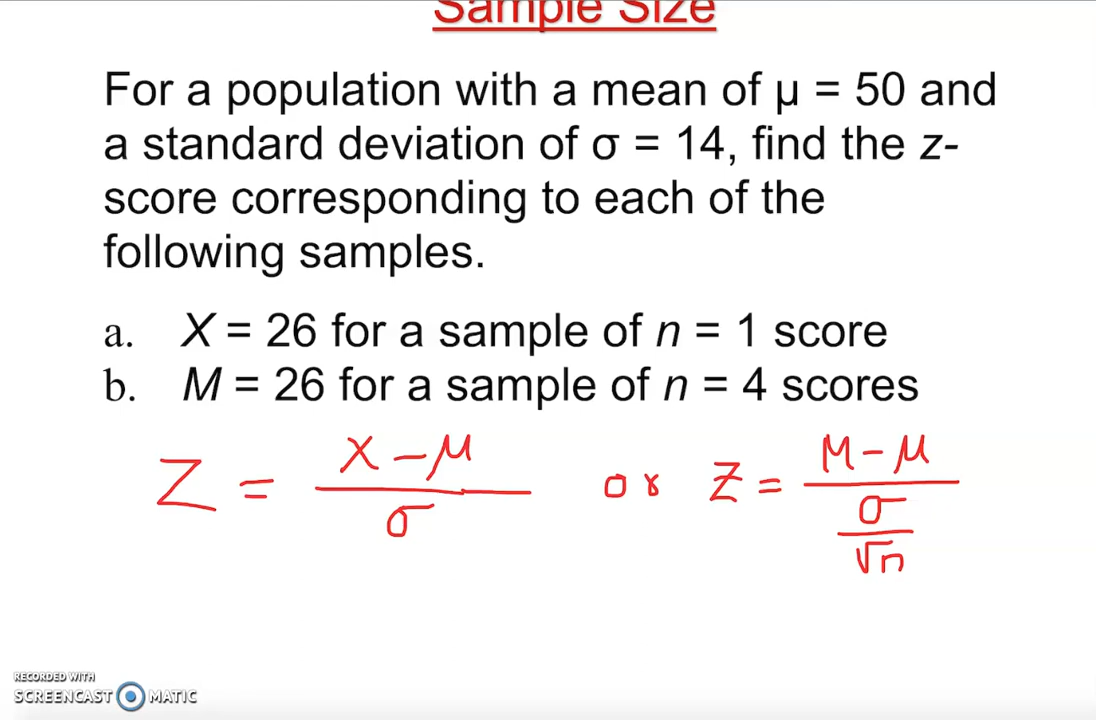 Sample Size
For a population with a mean of μ = 50 and
a standard deviation of σ = 14, find the z-
score corresponding to each of the
following samples.
a. X = 26 for a sample of n = 1 score
b. M = 26 for a sample of n = 4 scores
Z = (X - μ) / σ or Z = (M - μ) / (σ / √n)
RECORDED WITH
SCREENCAST MATIC